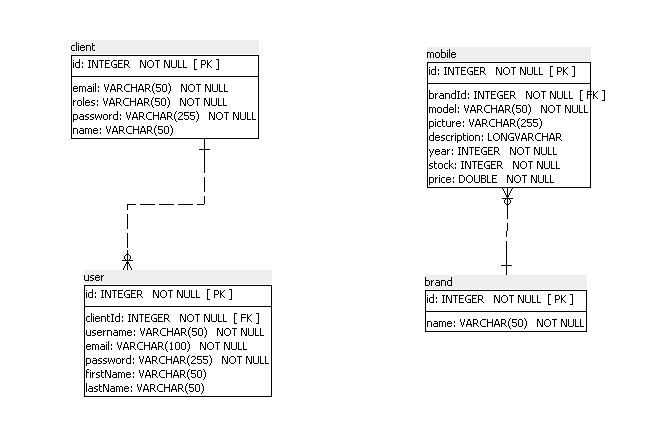 client
id: INTEGER NOT NULL [ PK ]
email: VARCHAR(50) NOT NULL
roles: VARCHAR(50) NOT NULL
password: VARCHAR(255) NOT NULL
name: VARCHAR(50)
mobile
id: INTEGER NOT NULL [ PK ]
brandId: INTEGER NOT NULL [ FK ]
model: VARCHAR(50) NOT NULL
picture: VARCHAR(255)
description: LONGVARCHAR
year: INTEGER NOT NULL
stock: INTEGER NOT NULL
price: DOUBLE NOT NULL
user
id: INTEGER NOT NULL [ PK ]
clientId: INTEGER NOT NULL [ FK ]
username: VARCHAR(50) NOT NULL
email: VARCHAR(100) NOT NULL
password: VARCHAR(255) NOT NULL
firstName: VARCHAR(50)
lastName: VARCHAR(50)
brand
id: INTEGER NOT NULL [ PK ]
name: VARCHAR(50) NOT NULL